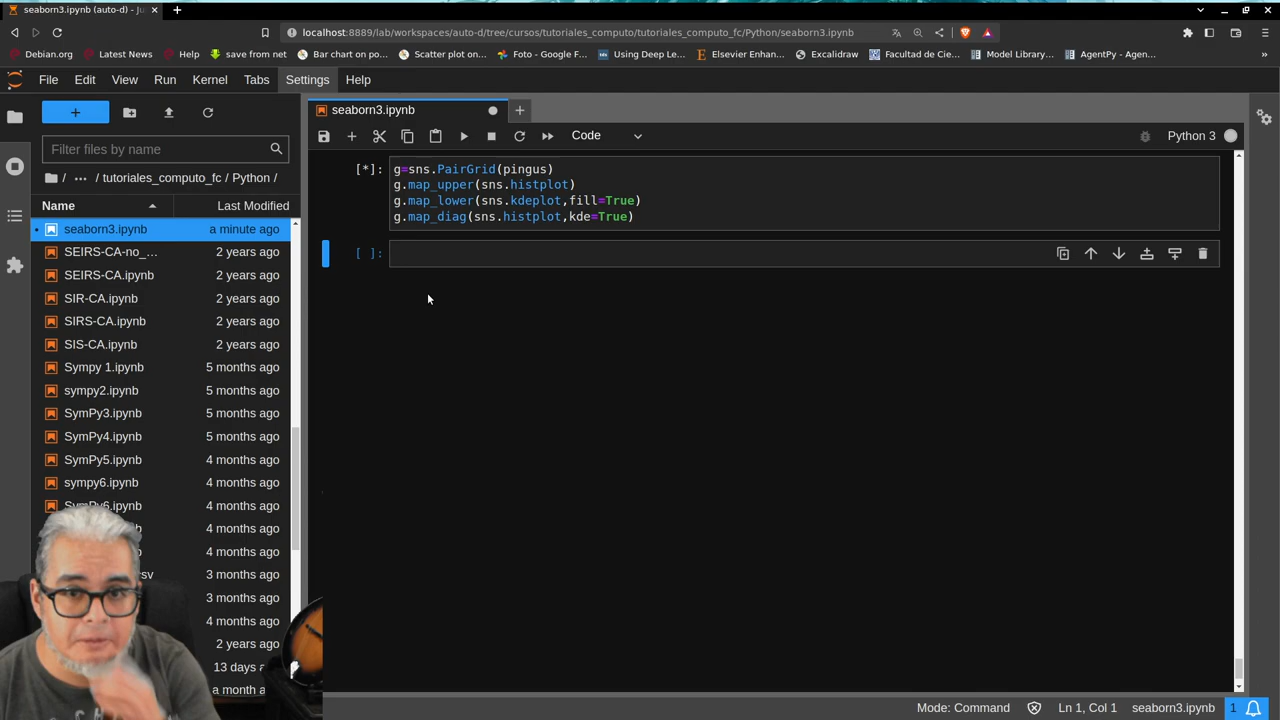 seaborn3.ipynb (auto-d) - Ju
localhost:8889/lab/workspaces/auto-d/tree/cursos/tutoriales_computo/tutoriales_computo_fc/Python/seaborn3.ipynb
Debian.org
Latest News
Help
save from net
Bar chart on po...
Scatter plot on...
Foto - Google F...
Using Deep Le...
Elsevier Enhan...
Excalidraw
Facultad de Cie...
Model Library...
AgentPy - Agen...
File Edit View Run Kernel Tabs Settings Help
seaborn3.ipynb
Code
Python 3
Filter files by name
/ ··· / tutoriales_computo_fc / Python /
Name Last Modified
seaborn3.ipynb a minute ago
SEIRS-CA-no_... 2 years ago
SEIRS-CA.ipynb 2 years ago
SIR-CA.ipynb 2 years ago
SIRS-CA.ipynb 2 years ago
SIS-CA.ipynb 2 years ago
Sympy 1.ipynb 5 months ago
sympy2.ipynb 5 months ago
SymPy3.ipynb 5 months ago
SymPy4.ipynb 5 months ago
SymPy5.ipynb 4 months ago
sympy6.ipynb 4 months ago
SymPy6.ipynb 4 months ago
b 4 months ago
b 4 months ago
csv 3 months ago
3 months ago
4 months ago
2 years ago
13 days a
a month a
[*]:
g=sns.PairGrid(pingus)
g.map_upper(sns.histplot)
g.map_lower(sns.kdeplot,fill=True)
g.map_diag(sns.histplot,kde=True)
[ ]:
Mode: Command
Ln 1, Col 1
seaborn3.ipynb
1